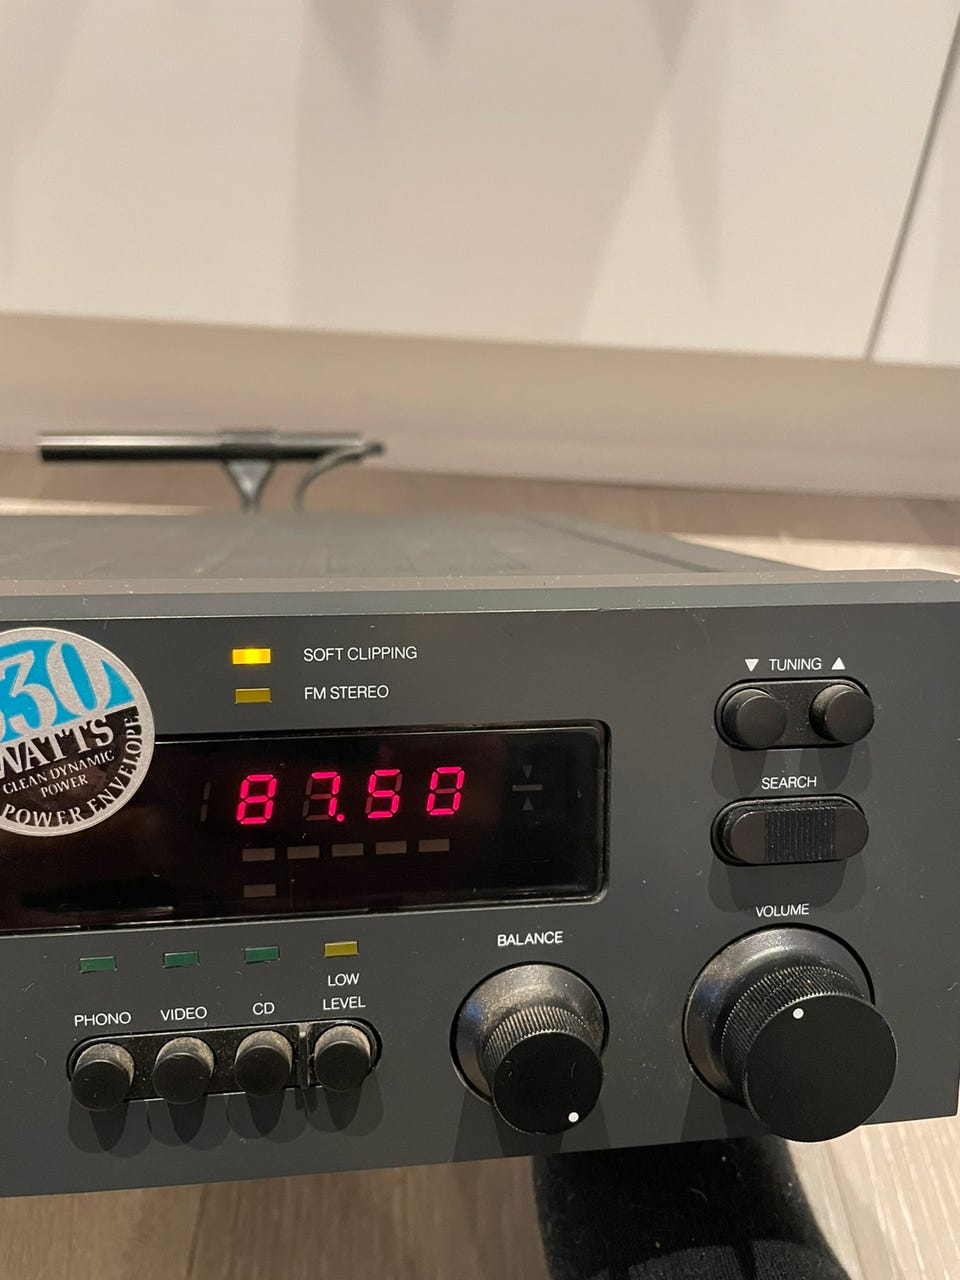 330
WATTS
CLEAN DYNAMIC
POWER
POWER ENVELOPE
SOFT CLIPPING
FM STEREO
▼ TUNING ▲
87.50
SEARCH
VOLUME
BALANCE
PHONO
VIDEO
CD
LOW
LEVEL